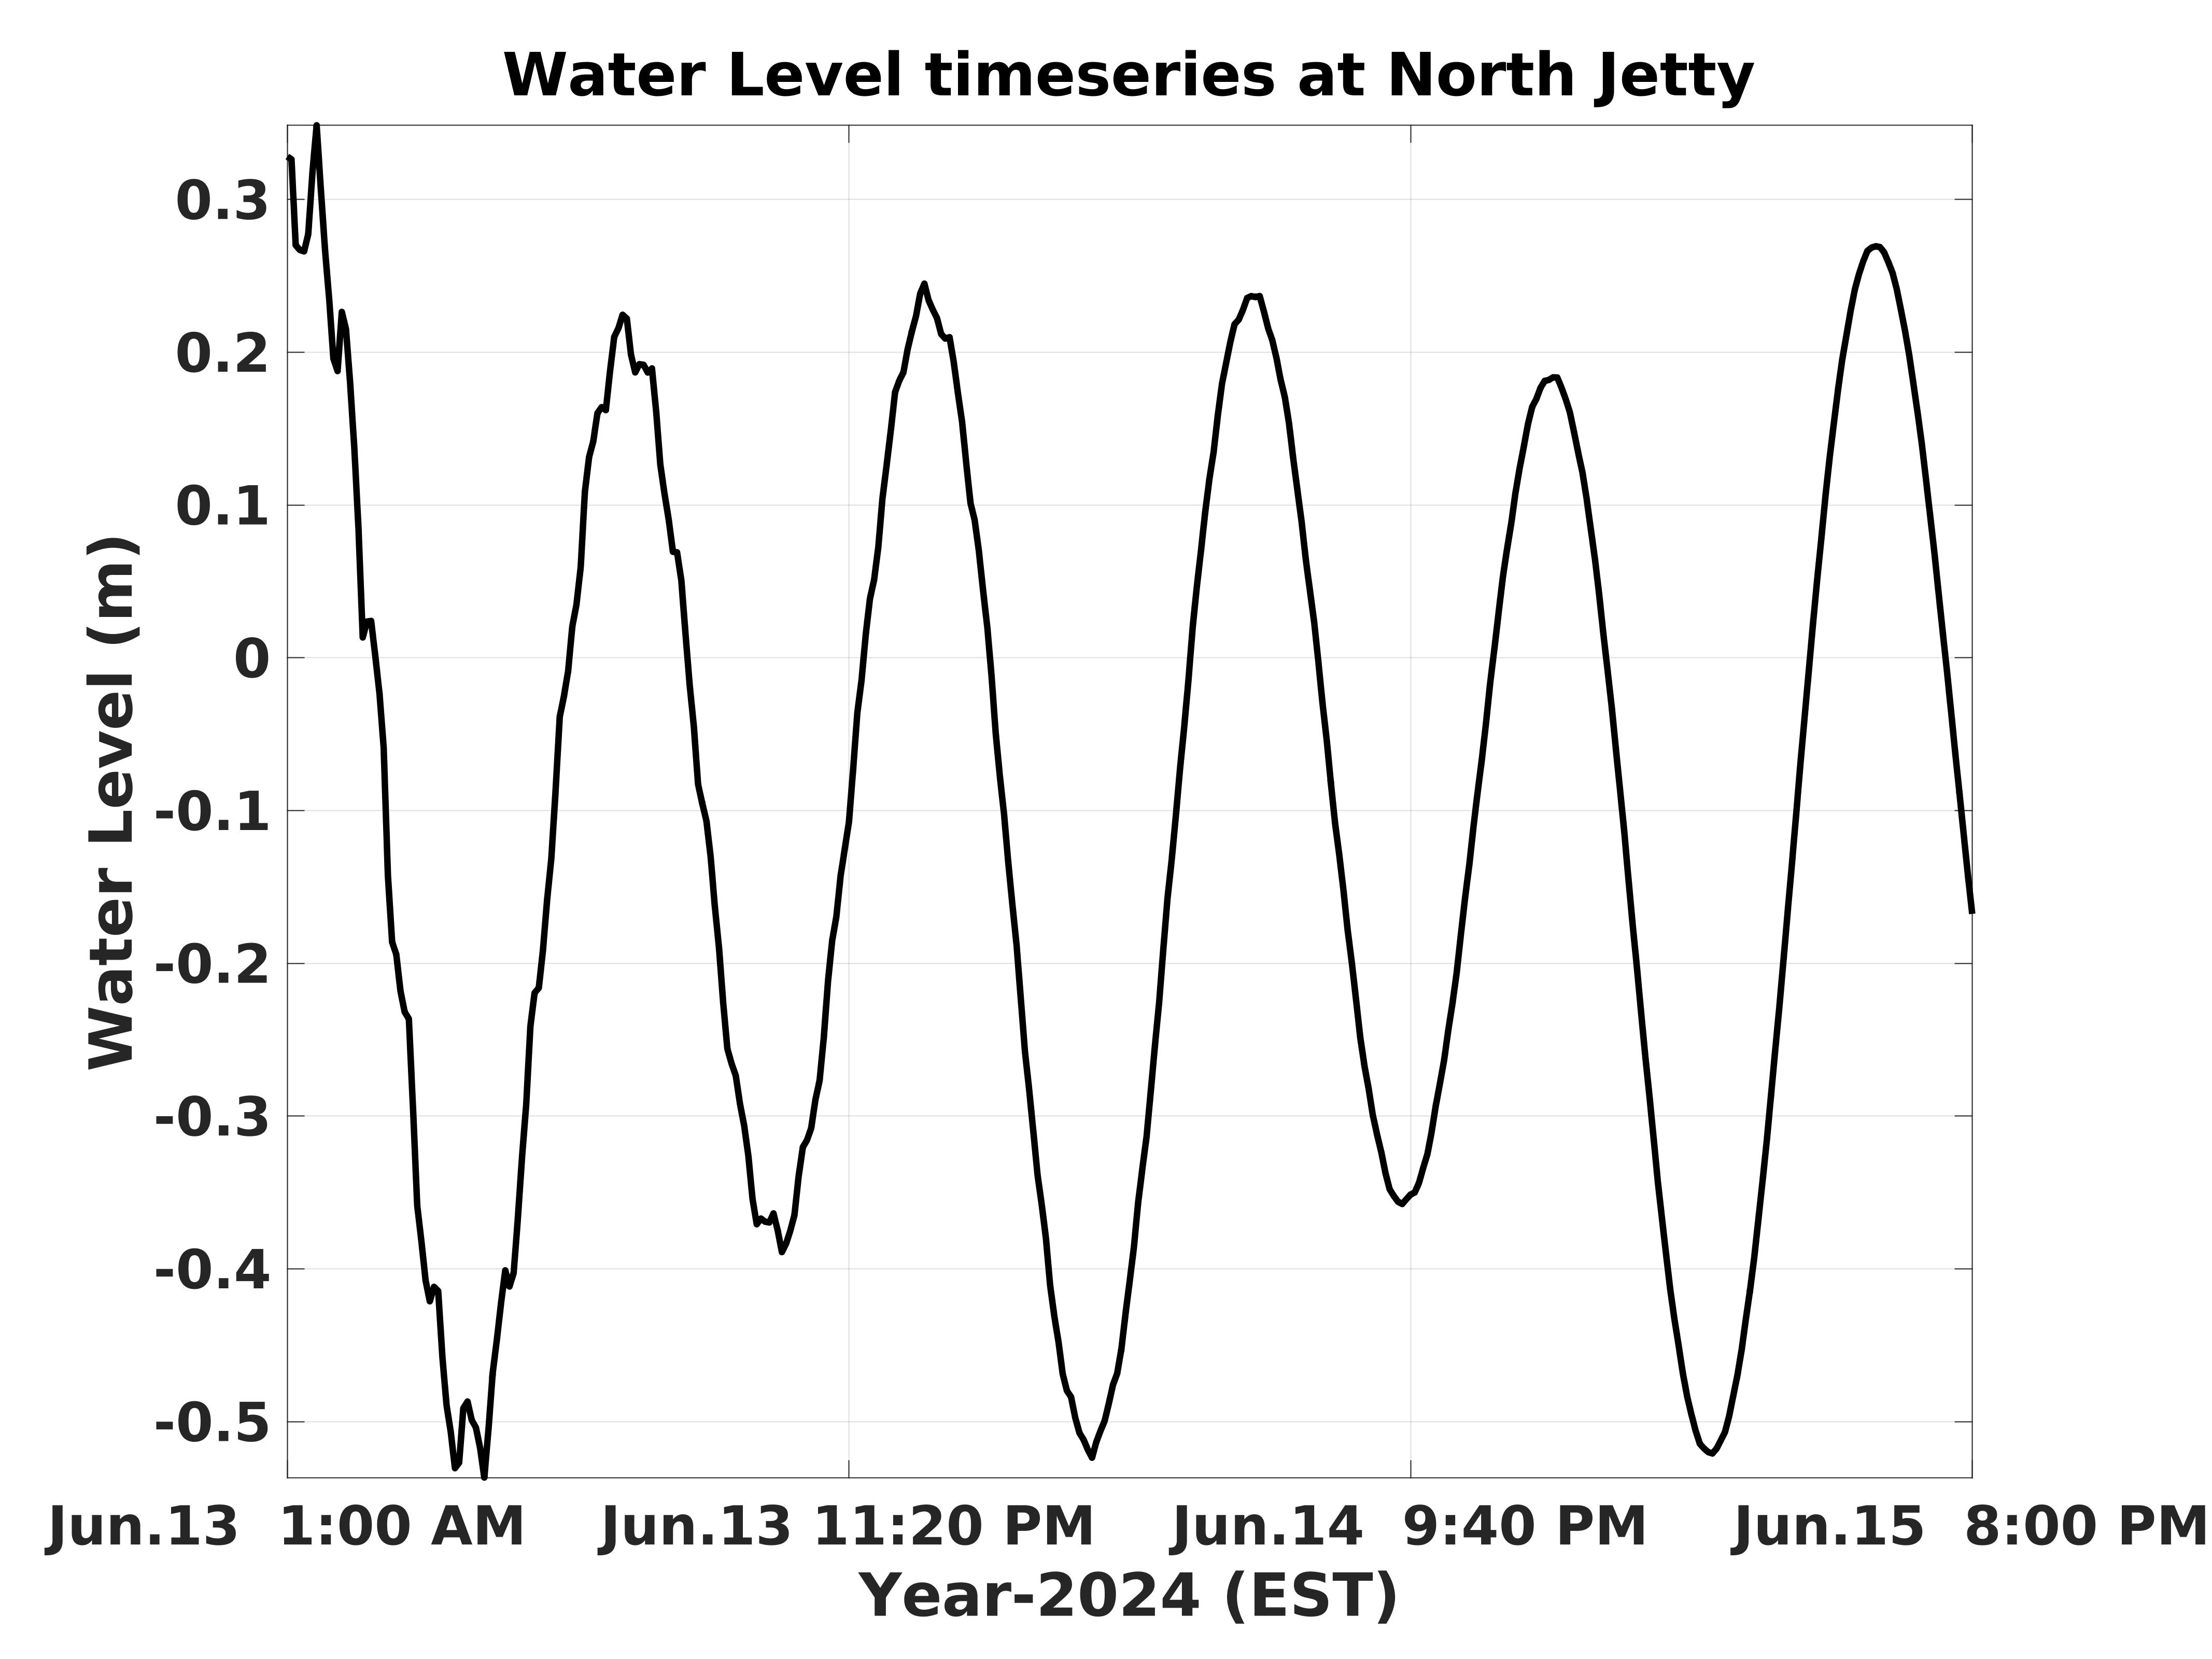 Water Level timeseries at North Jetty
Water Level (m)
0.3
0.2
0.1
0
-0.1
-0.2
-0.3
-0.4
-0.5
Jun.13 1:00 AM Jun.13 11:20 PM Jun.14 9:40 PM Jun.15 8:00 PM
Year-2024 (EST)